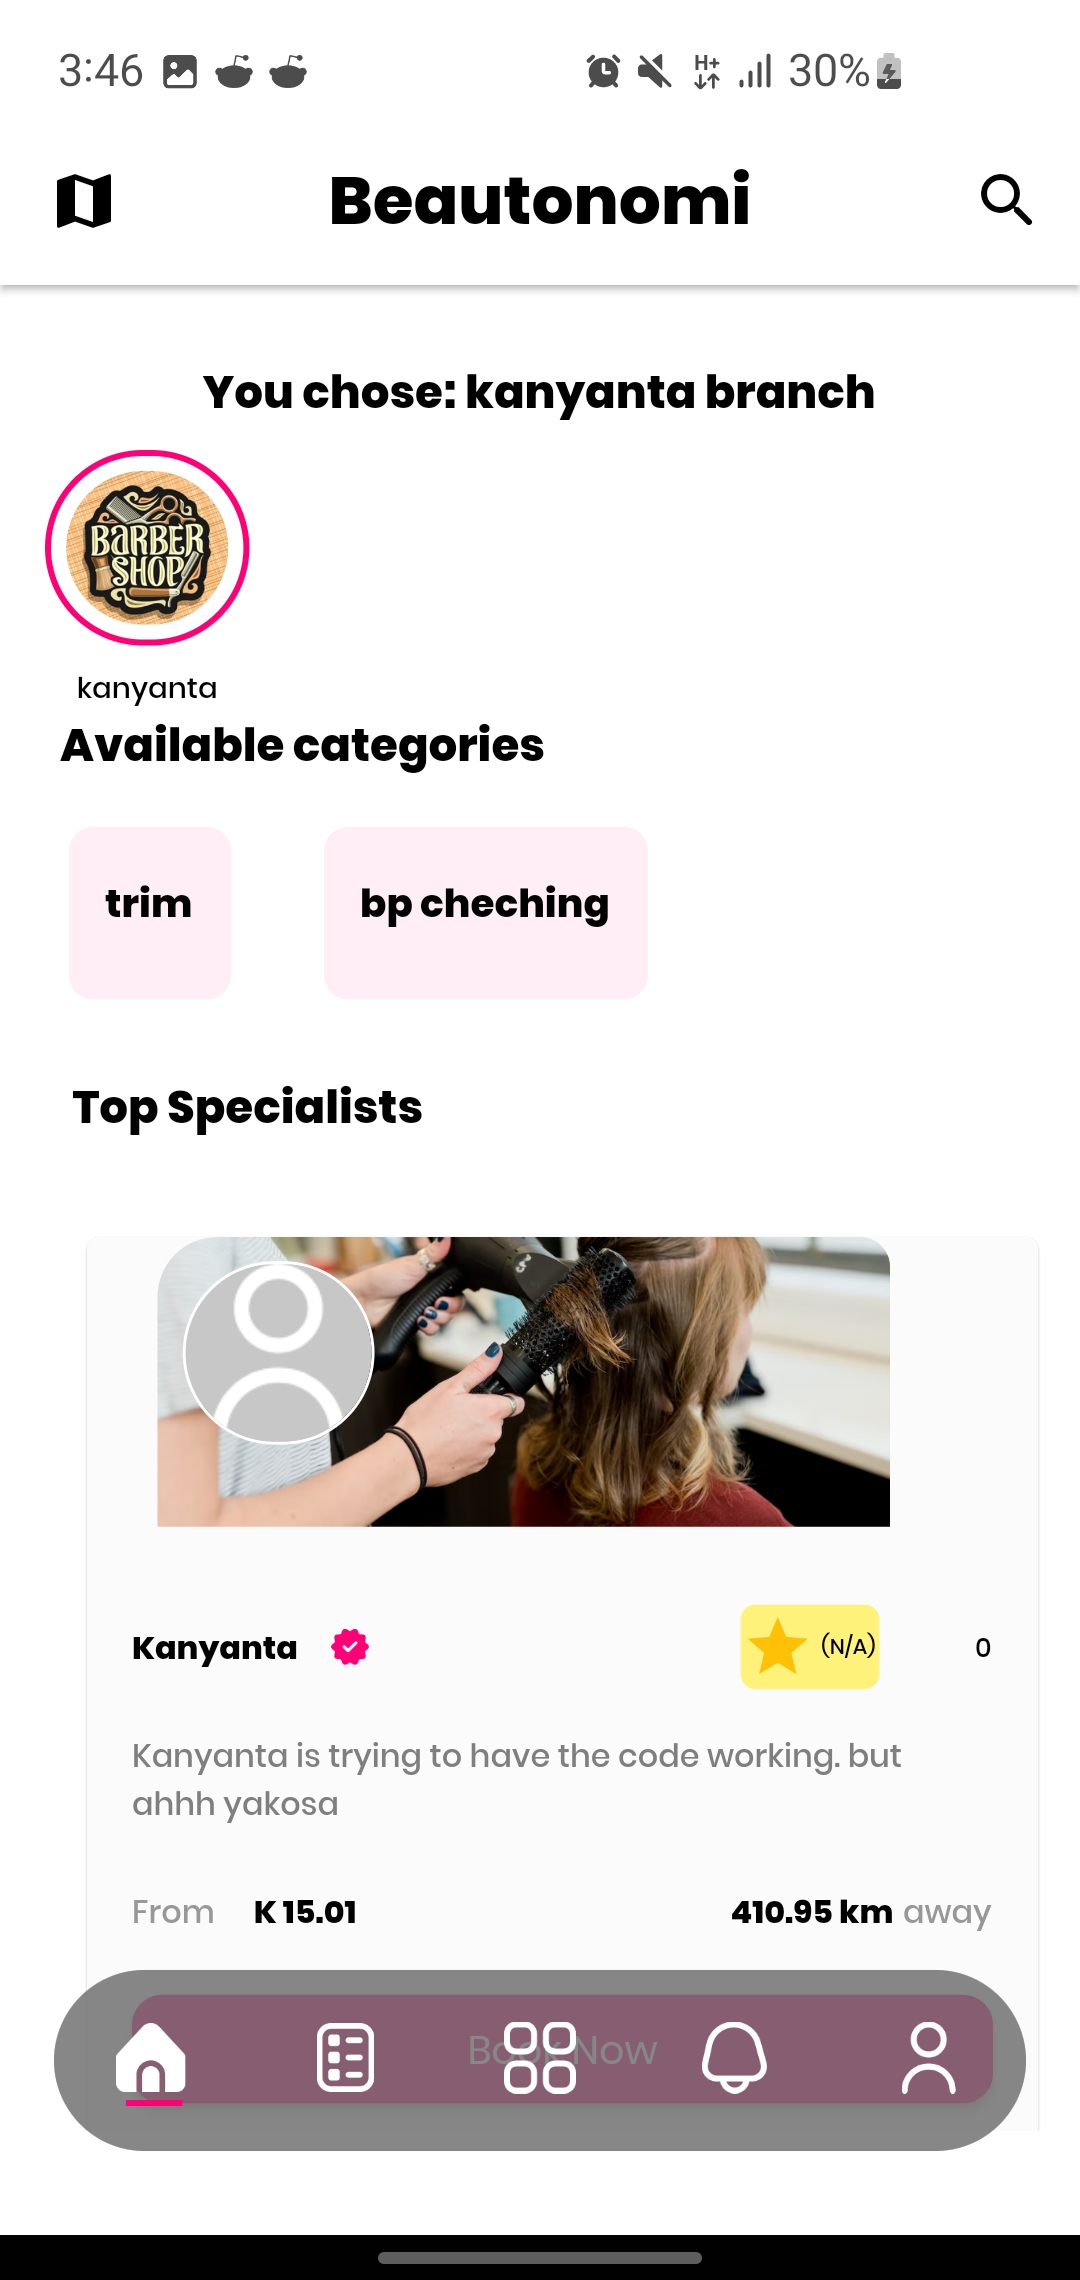 3:46
H+
30%
Beautonomi
You chose: kanyanta branch
BARBER
SHOP
kanyanta
Available categories
trim
bp cheching
Top Specialists
Kanyanta
(N/A)
0
Kanyanta is trying to have the code working. but
ahhh yakosa
From K 15.01
410.95 km away
Book Now